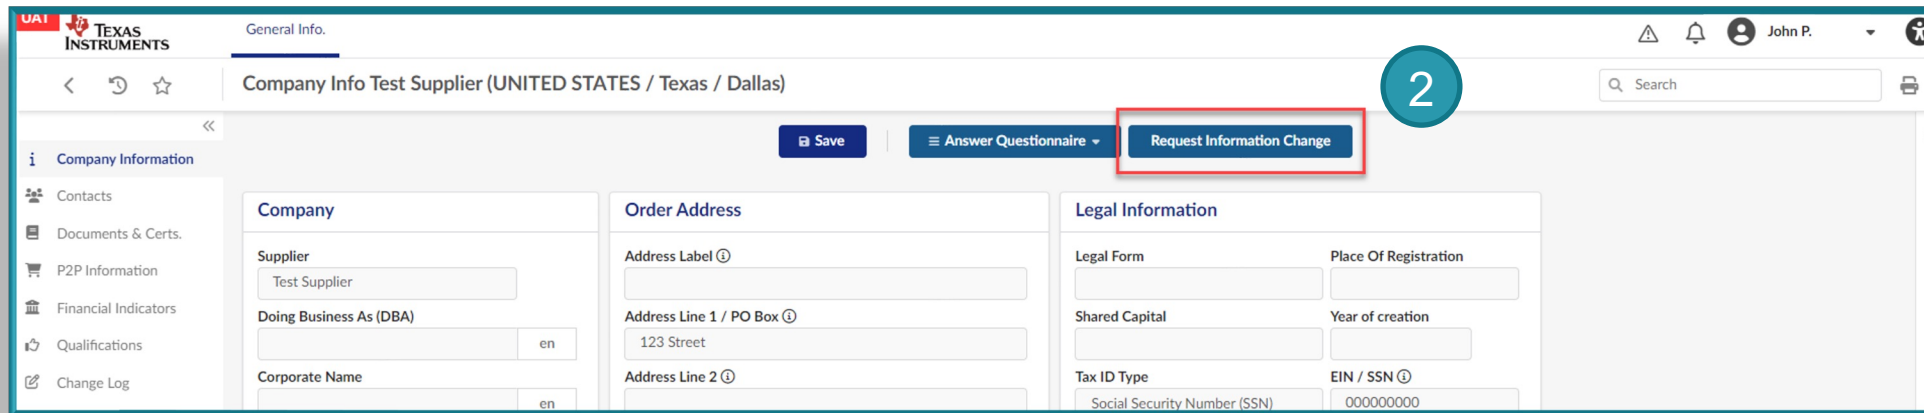 UAT
TEXAS
INSTRUMENTS
General Info.
John P.
Company Info Test Supplier (UNITED STATES / Texas / Dallas)
2
Search
Save
Answer Questionnaire
Request Information Change
Company Information
Contacts
Documents & Certs.
P2P Information
Financial Indicators
Qualifications
Change Log
Company
Supplier
Test Supplier
Doing Business As (DBA)
en
Corporate Name
en
Order Address
Address Label
Address Line 1 / PO Box
123 Street
Address Line 2
Legal Information
Legal Form
Place Of Registration
Shared Capital
Year of creation
Tax ID Type
EIN / SSN
Social Security Number (SSN)
000000000